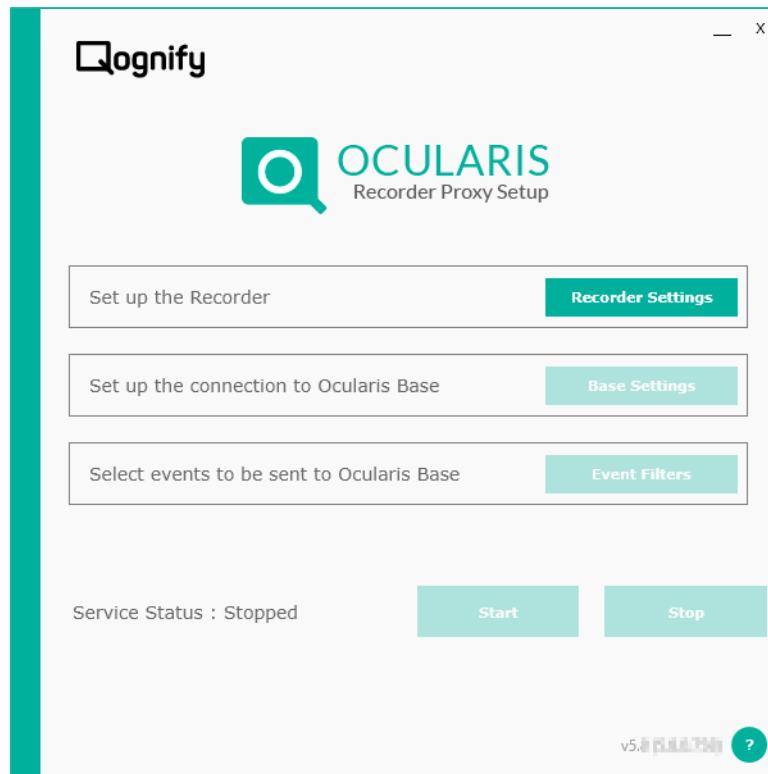 X
Qognify
OCULARIS
Recorder Proxy Setup
Set up the Recorder
Recorder Settings
Set up the connection to Ocularis Base
Base Settings
Select events to be sent to Ocularis Base
Event Filters
Service Status : Stopped
Start
Stop
?